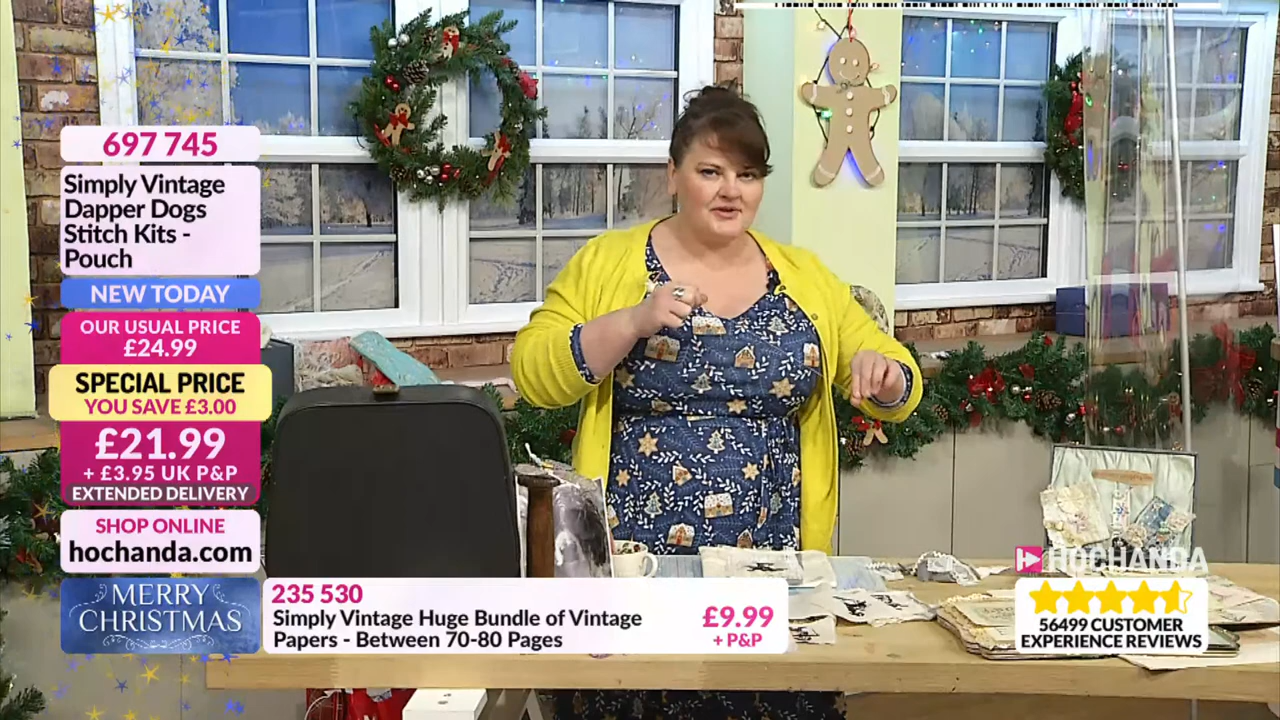 697 745
Simply Vintage
Dapper Dogs
Stitch Kits -
Pouch
NEW TODAY
OUR USUAL PRICE
£24.99
SPECIAL PRICE
YOU SAVE £3.00
£21.99
+ £3.95 UK P&P
EXTENDED DELIVERY
SHOP ONLINE
hochanda.com
MERRY
CHRISTMAS
235 530
Simply Vintage Huge Bundle of Vintage
Papers - Between 70-80 Pages
£9.99
+ P&P
HOCHANDA
56499 CUSTOMER
EXPERIENCE REVIEWS